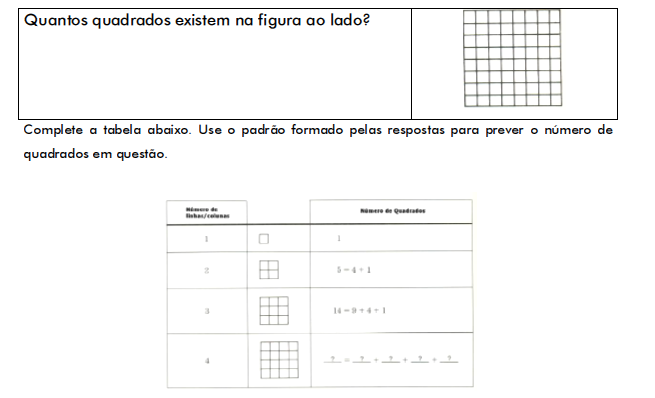 Quantos quadrados existem na figura ao lado?
Complete a tabela abaixo. Use o padrão formado pelas respostas para prever o número de
quadrados em questão.
Número de
linhas/colunas
Número de Quadrados
1
1
2
5 = 4 + 1
3
14 = 9 + 4 + 1
4
? = ? + ? + ? + ?